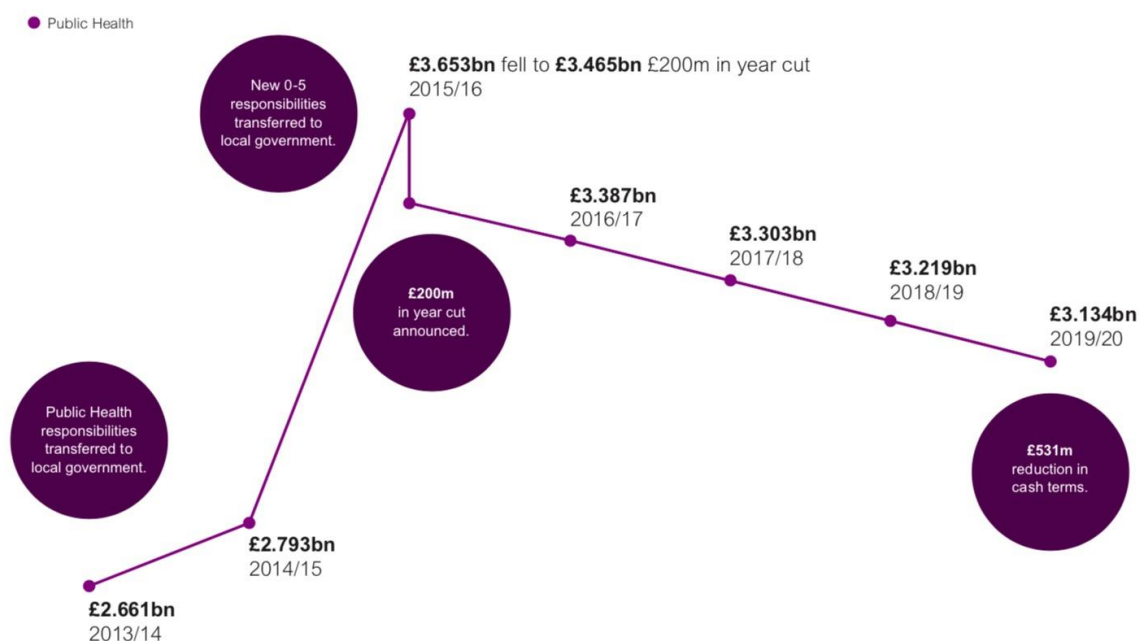 Public Health
£3.653bn fell to £3.465bn £200m in year cut
2015/16
New 0-5
responsibilities
transferred to
local government.
£3.387bn
2016/17
£3.303bn
2017/18
£3.219bn
2018/19
£3.134bn
2019/20
£200m
in year cut
announced.
Public Health
responsibilities
transferred to
local government.
£531m
reduction in
cash terms.
£2.793bn
2014/15
£2.661bn
2013/14